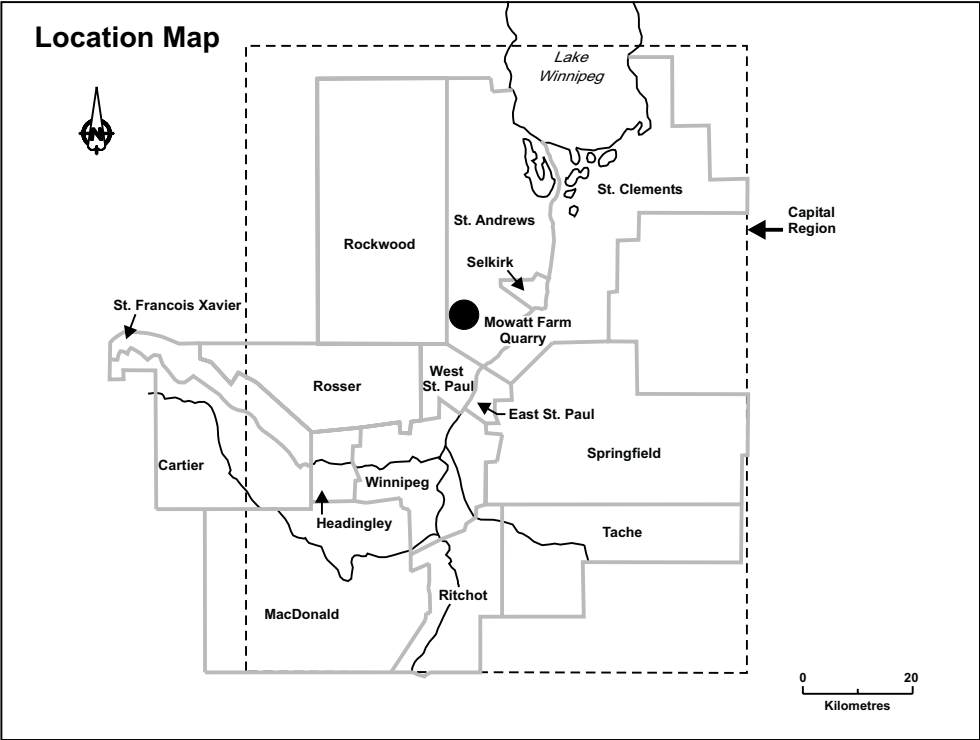 Location Map
Lake
Winnipeg
N
St. Clements
Capital
Region
St. Andrews
Rockwood
Selkirk
St. Francois Xavier
Mowatt Farm
Quarry
West
St. Paul
Rosser
East St. Paul
Springfield
Cartier
Winnipeg
Headingley
Tache
Ritchot
MacDonald
0 20
Kilometres